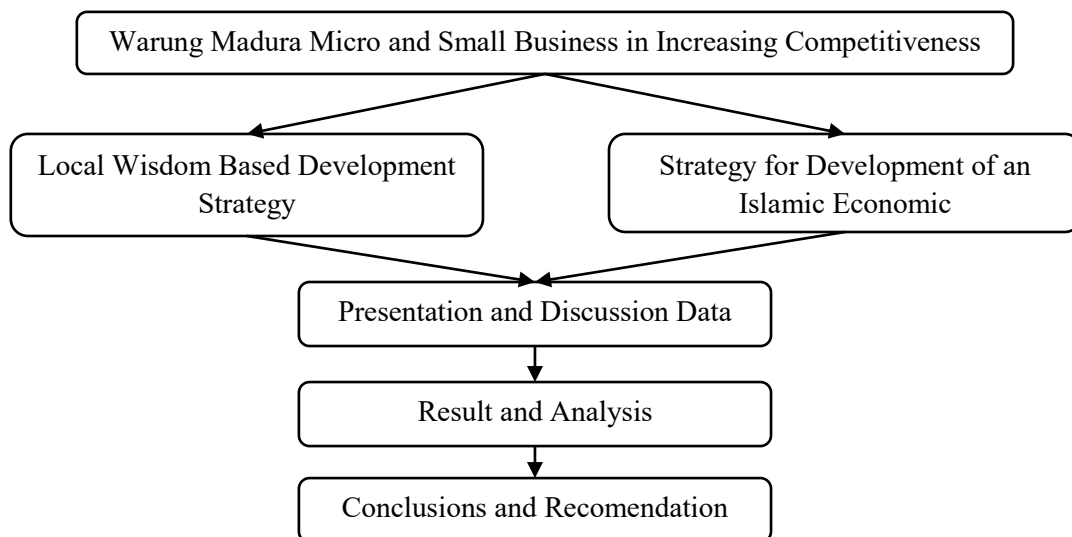 Warung Madura Micro and Small Business in Increasing Competitiveness
Local Wisdom Based Development
Strategy
Strategy for Development of an
Islamic Economic
Presentation and Discussion Data
Result and Analysis
Conclusions and Recomendation